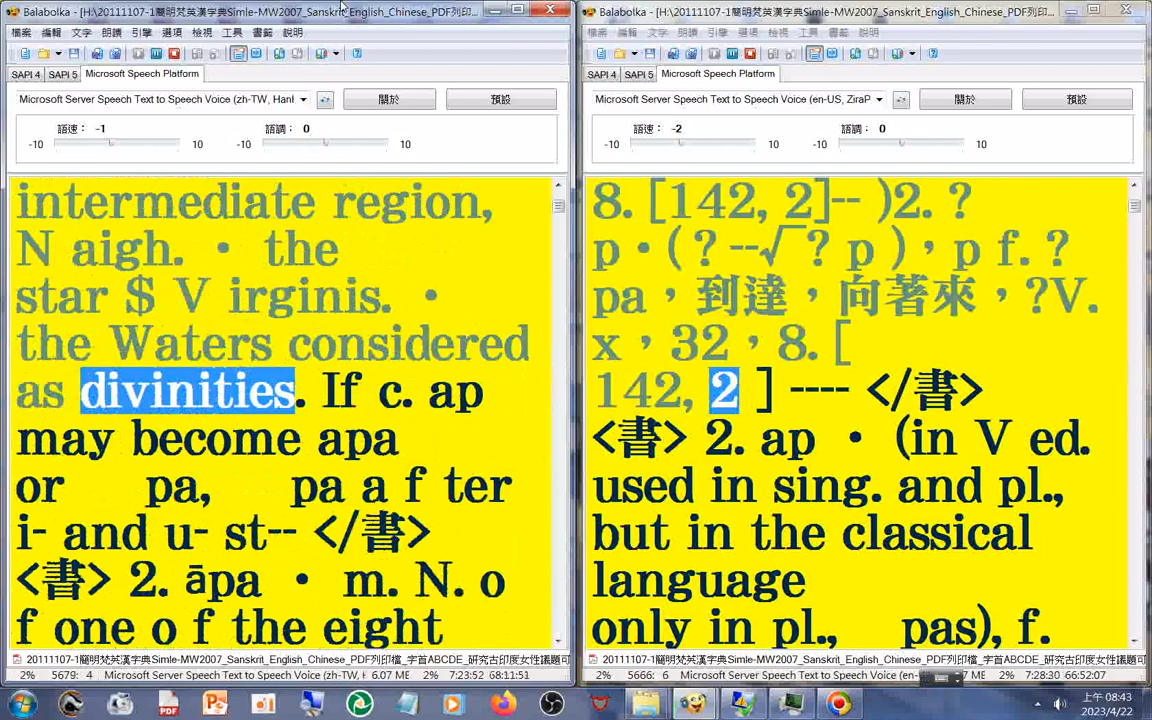 Balabolka - [H:\20111107-1簡明梵英漢字典Simle-MW2007_Sanskrit_English_Chinese_PDF列印...
檔案 編輯 文字 朗讀 引擎 選項 檢視 工具 書籤 說明
SAPI 4 SAPI 5 Microsoft Speech Platform
Microsoft Server Speech Text to Speech Voice (zh-TW, Hanl
關於 預設
語速： -1 語調： 0
-10 10 -10 10
intermediate region,
N aigh. • the
star $ V irginis. •
the Waters considered
as divinities. If c. ap
may become apa
or pa, pa a f ter
i- and u- st-- </書>
<書> 2. āpa • m. N. o
f one o f the eight
20111107-1簡明梵英漢字典Simle-MW2007_Sanskrit_English_Chinese_PDF列印檔_字首ABCDE_研究古印度女性議題可
2% 5679: 4 Microsoft Server Speech Text to Speech Voice (zh-TW, 6.07 MB 2% 7:23:52 68:11:51
Balabolka - [H:\20111107-1簡明梵英漢字典Simle-MW2007_Sanskrit_English_Chinese_PDF列印...
檔案 編輯 文字 朗讀 引擎 選項 檢視 工具 書籤 說明
SAPI 4 SAPI 5 Microsoft Speech Platform
Microsoft Server Speech Text to Speech Voice (en-US, ZiraP
關於 預設
語速： -2 語調： 0
-10 10 -10 10
8. [142, 2]-- )2. ?
p • ( ? --√ ? p )，p f. ?
pa，到達，向著來，?V.
x，32，8. [
142, 2 ] ---- </書>
<書> 2. ap • (in V ed.
used in sing. and pl.,
but in the classical
language
only in pl., pas), f.
20111107-1簡明梵英漢字典Simle-MW2007_Sanskrit_English_Chinese_PDF列印檔_字首ABCDE_研究古印度女性議題可
2% 5666: 6 Microsoft Server Speech Text to Speech Voice (en-US, 2% 7:28:30 66:52:07
上午 08:43
2023/4/22